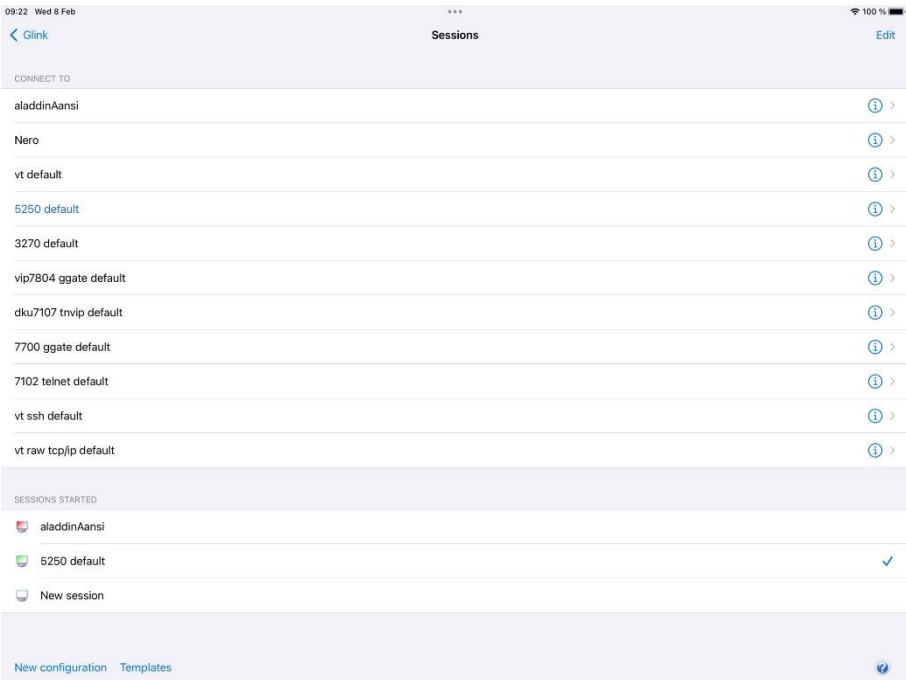 09:22 Wed 8 Feb 100 %
Glink Sessions Edit
CONNECT TO
aladdinAansi
Nero
vt default
5250 default
3270 default
vip7804 ggate default
dku7107 tnvip default
7700 ggate default
7102 telnet default
vt ssh default
vt raw tcp/ip default
SESSIONS STARTED
aladdinAansi
5250 default
New session
New configuration Templates